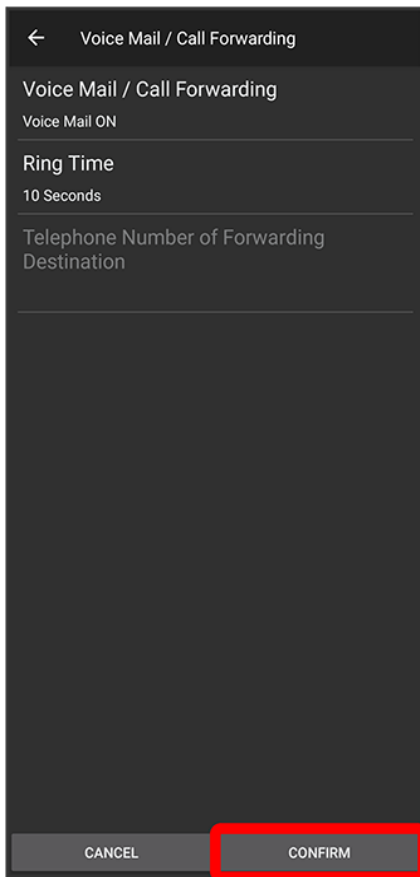 Voice Mail / Call Forwarding
Voice Mail / Call Forwarding
Voice Mail ON
Ring Time
10 Seconds
Telephone Number of Forwarding
Destination
CANCEL
CONFIRM